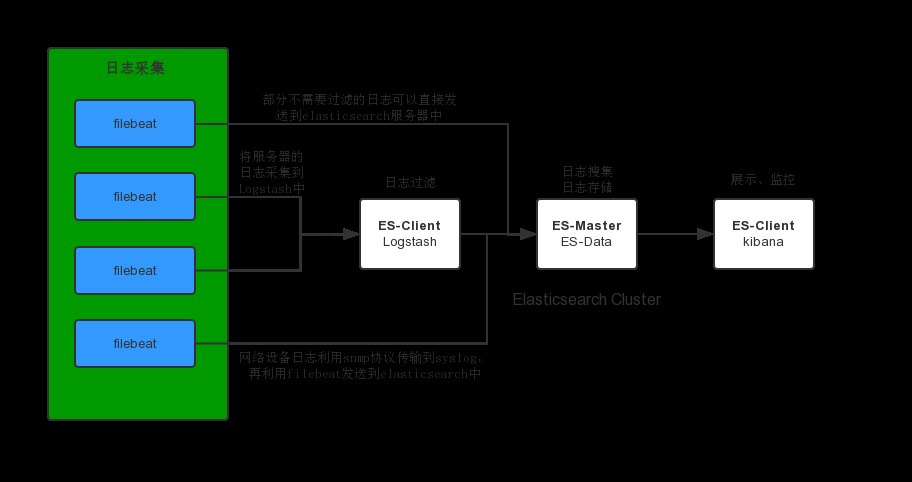 日志采集
filebeat
部分不需要过滤的日志可以直接发
送到elasticsearch服务器中
将服务器的
日志采集到
Logstash中
filebeat
日志过滤
ES-Client
Logstash
日志搜集
日志存储
ES-Master
ES-Data
展示、监控
ES-Client
kibana
filebeat
Elasticsearch Cluster
filebeat
网络设备日志利用snmp协议传输到syslog,
再利用filebeat发送到elasticsearch中